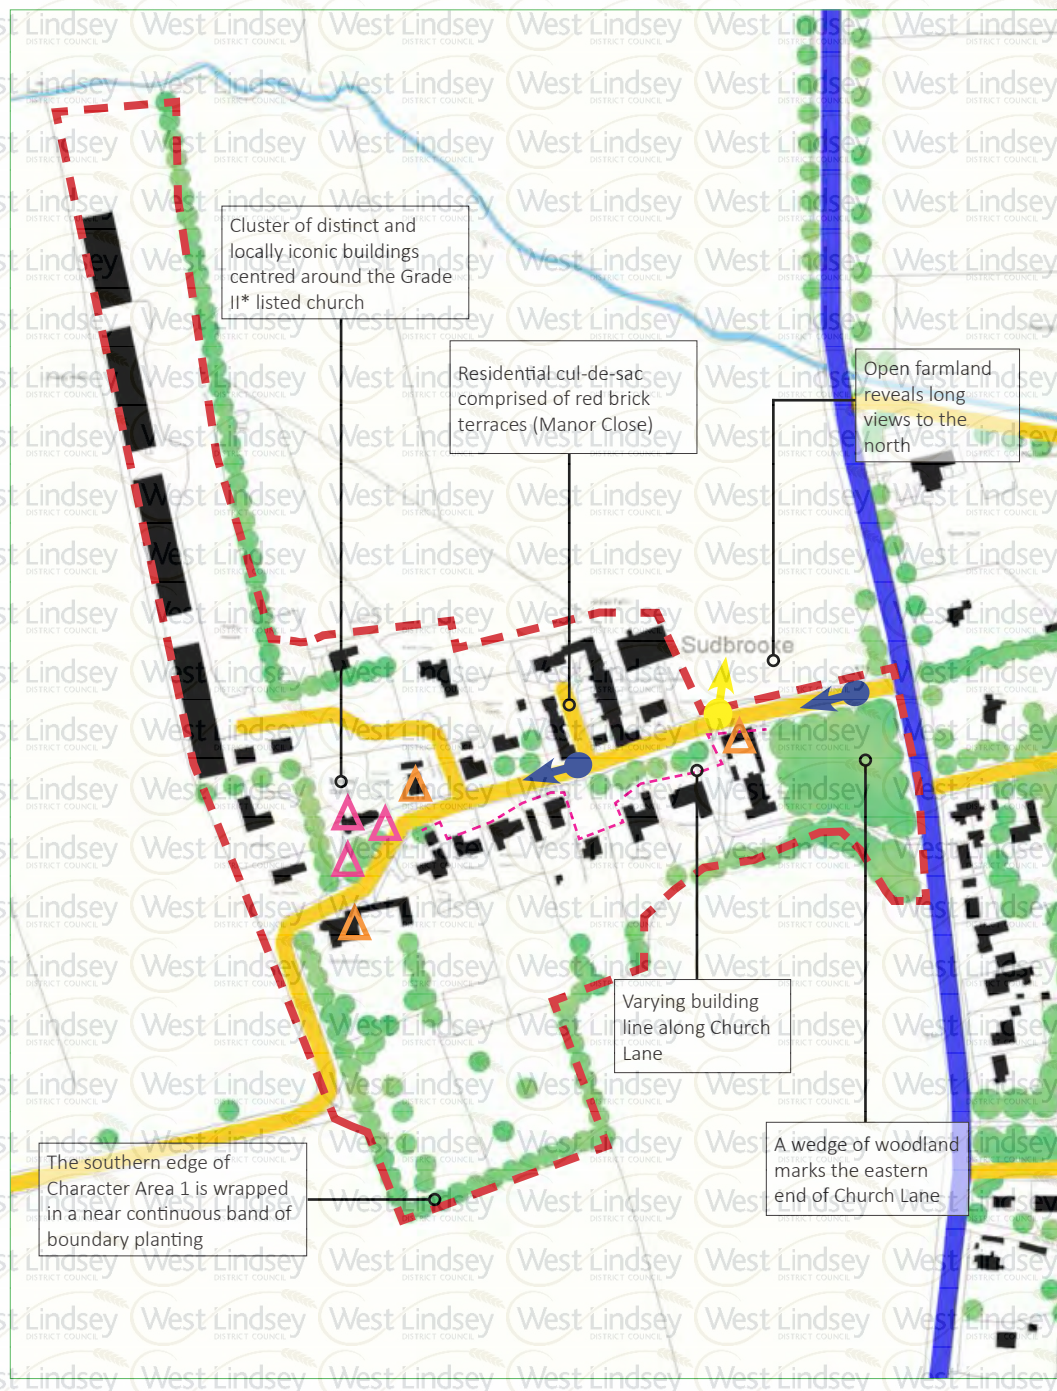 Cluster of distinct and
locally iconic buildings
centred around the Grade
II* listed church
Residential cul-de-sac
comprised of red brick
terraces (Manor Close)
Open farmland
reveals long
views to the
north
Sudbrooke
Varying building
line along Church
Lane
A wedge of woodland
marks the eastern
end of Church Lane
The southern edge of
Character Area 1 is wrapped
in a near continuous band of
boundary planting
West Lindsey
DISTRICT COUNCIL